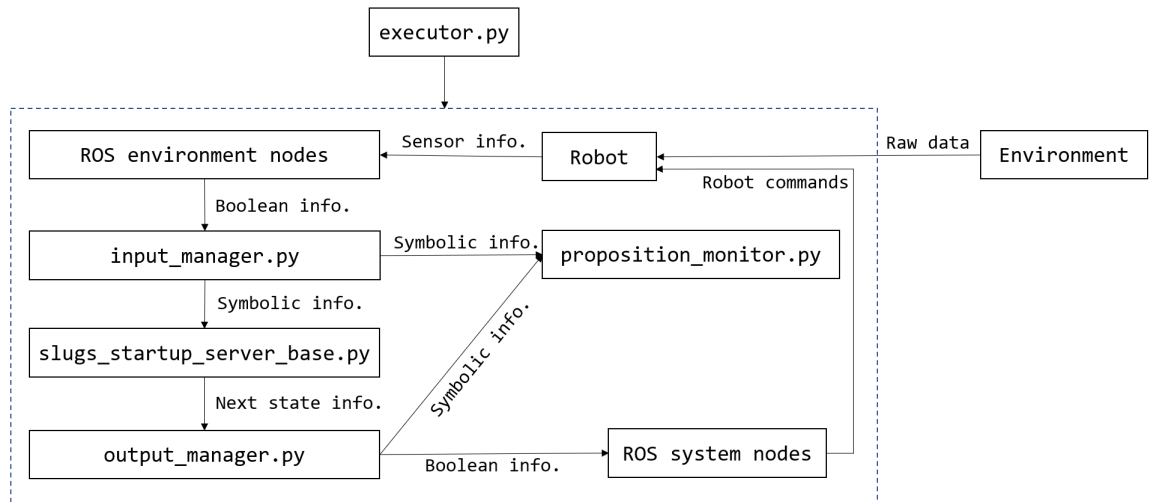 executor.py
Sensor info.
Raw data
ROS environment nodes
Robot
Environment
Robot commands
Boolean info.
Symbolic info.
input_manager.py
proposition_monitor.py
Symbolic info.
Symbolic info.
slugs_startup_server_base.py
Next state info.
output_manager.py
Boolean info.
ROS system nodes